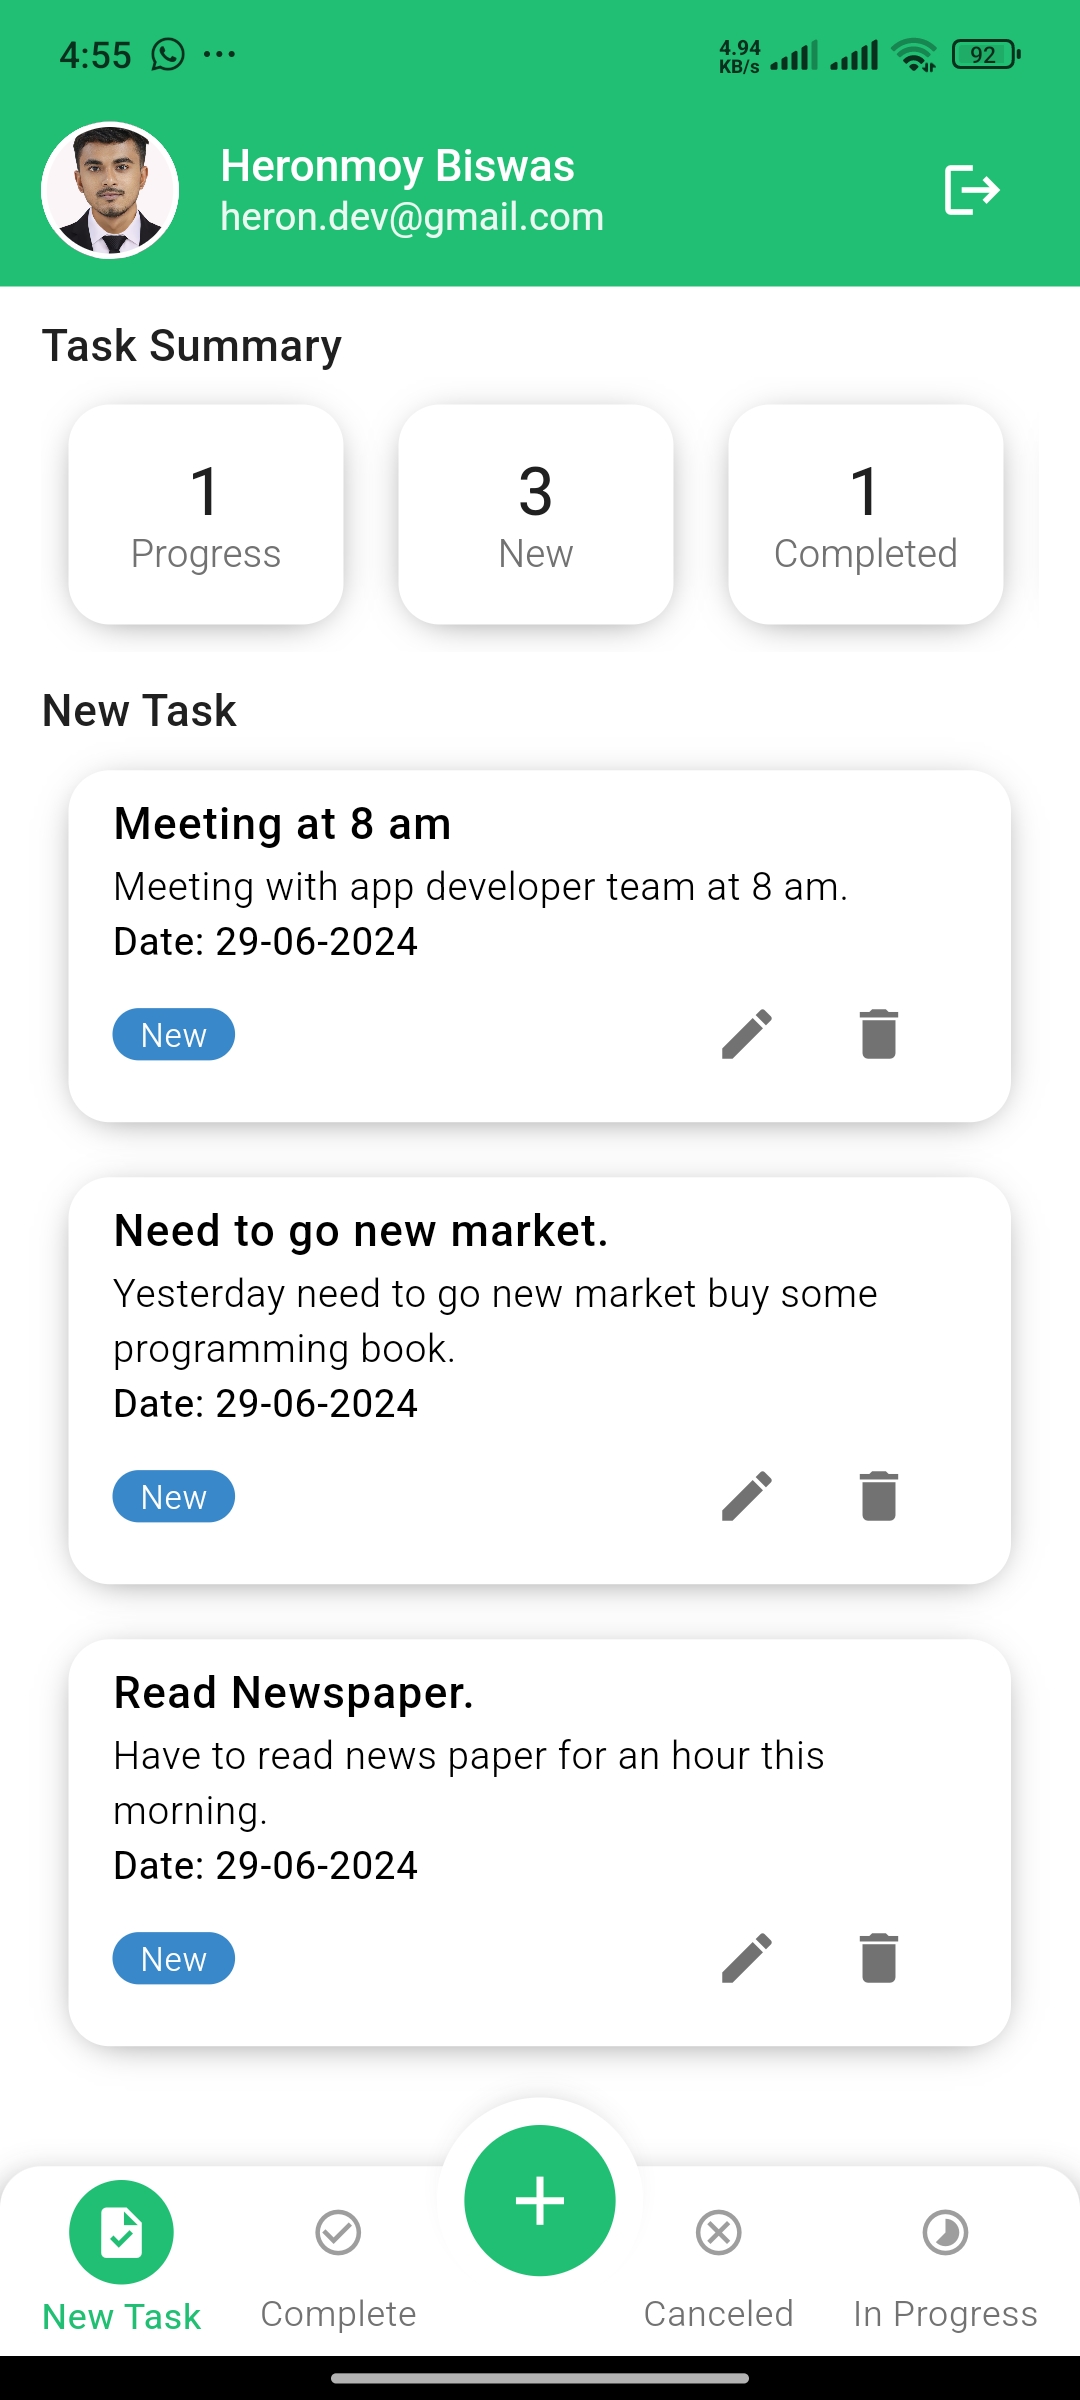 4:55 ... 4.94 KB/s 92
Heronmoy Biswas
heron.dev@gmail.com
Task Summary
1 3 1
Progress New Completed
New Task
Meeting at 8 am
Meeting with app developer team at 8 am.
Date: 29-06-2024
New
Need to go new market.
Yesterday need to go new market buy some
programming book.
Date: 29-06-2024
New
Read Newspaper.
Have to read news paper for an hour this
morning.
Date: 29-06-2024
New
New Task Complete Canceled In Progress